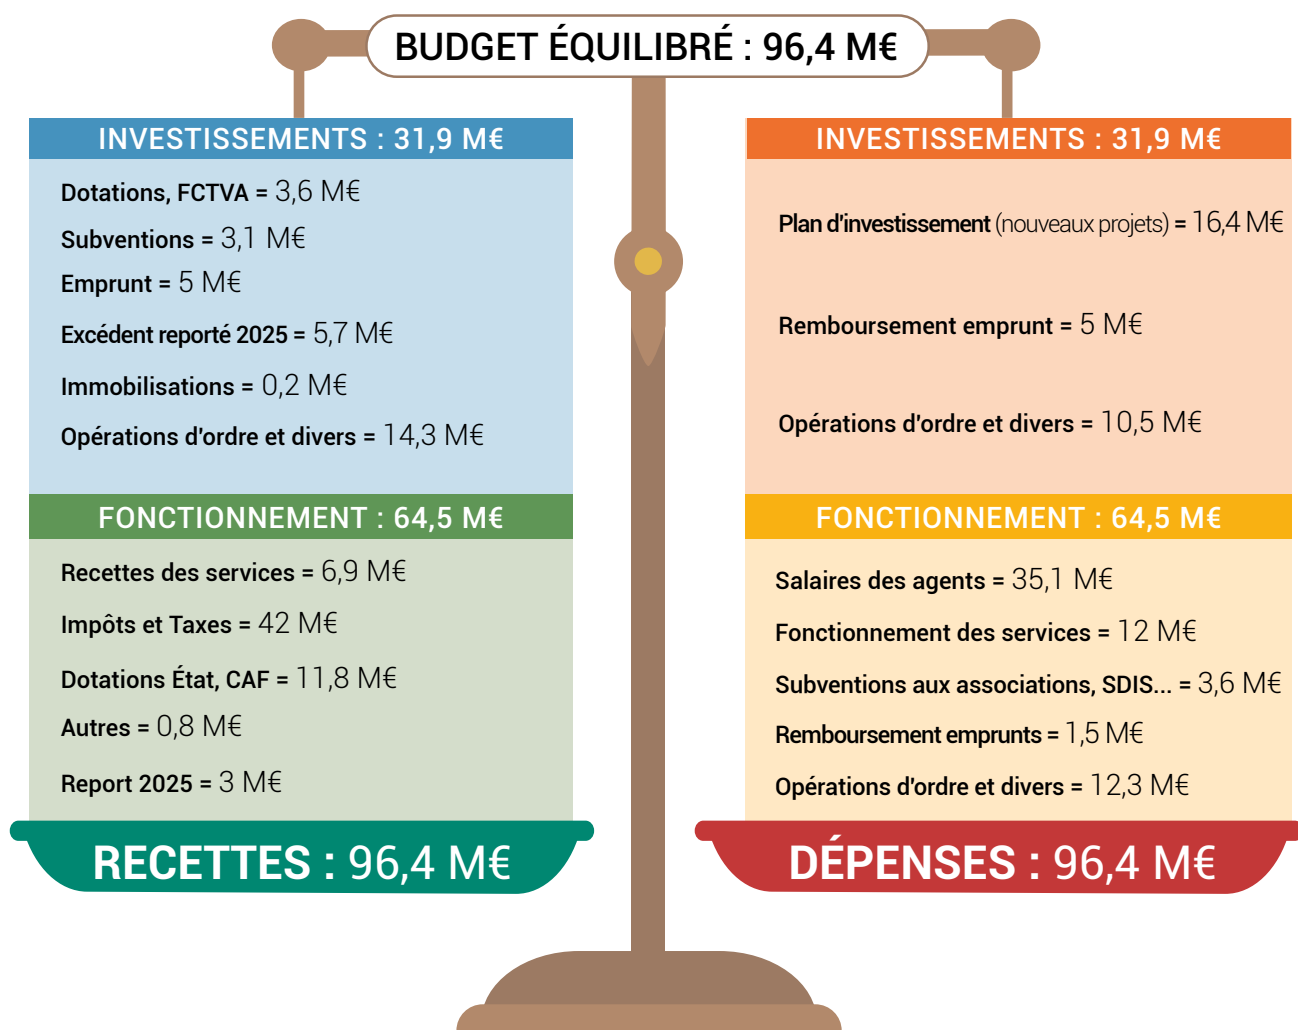 BUDGET ÉQUILIBRÉ : 96,4 M€
INVESTISSEMENTS : 31,9 M€
Dotations, FCTVA = 3,6 M€
Subventions = 3,1 M€
Emprunt = 5 M€
Excédent reporté 2025 = 5,7 M€
Immobilisations = 0,2 M€
Opérations d'ordre et divers = 14,3 M€
FONCTIONNEMENT : 64,5 M€
Recettes des services = 6,9 M€
Impôts et Taxes = 42 M€
Dotations État, CAF = 11,8 M€
Autres = 0,8 M€
Report 2025 = 3 M€
RECETTES : 96,4 M€
INVESTISSEMENTS : 31,9 M€
Plan d'investissement (nouveaux projets) = 16,4 M€
Remboursement emprunt = 5 M€
Opérations d'ordre et divers = 10,5 M€
FONCTIONNEMENT : 64,5 M€
Salaires des agents = 35,1 M€
Fonctionnement des services = 12 M€
Subventions aux associations, SDIS... = 3,6 M€
Remboursement emprunts = 1,5 M€
Opérations d'ordre et divers = 12,3 M€
DÉPENSES : 96,4 M€